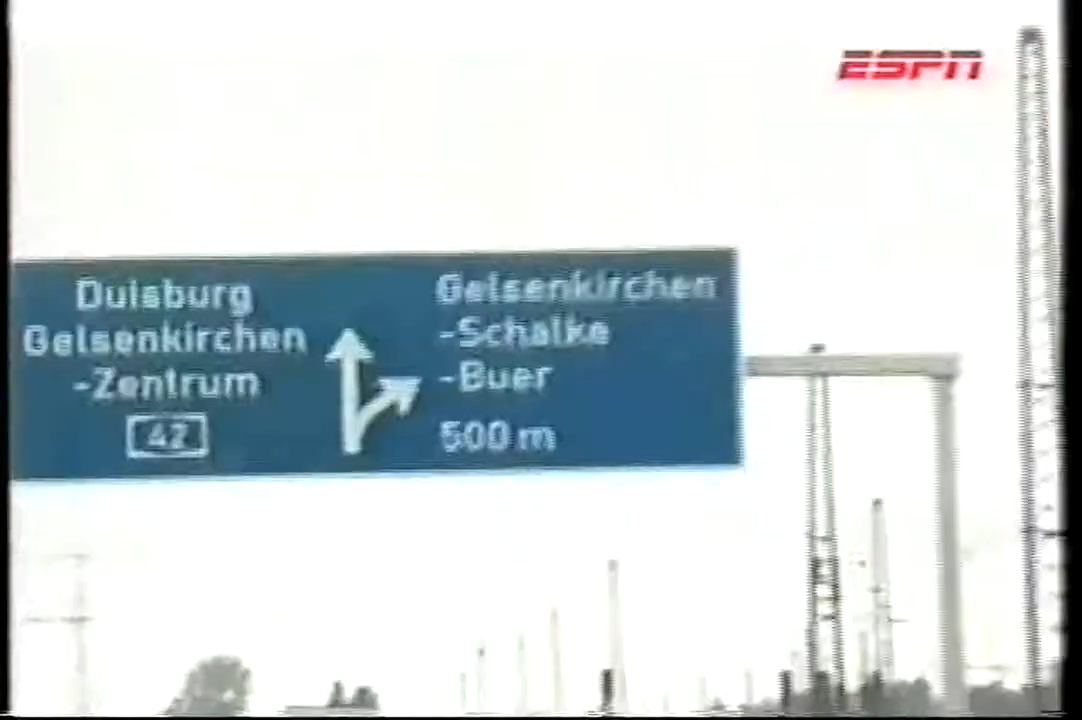 ESPN
Duisburg
Gelsenkirchen
-Zentrum
42
Gelsenkirchen
-Schalke
-Buer
500 m